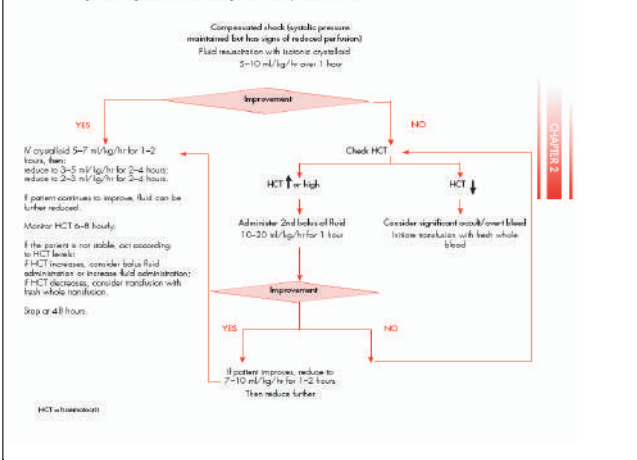 Compensated shock (systolic pressure
maintained but has signs of reduced perfusion)
Fluid resuscitation with isotonic crystalloid
5–10 ml/kg/hr over 1 hour
Improvement
YES
NO
IV crystalloid 5–7 ml/kg/hr for 1–2
hours, then:
reduce to 3–5 ml/kg/hr for 2–4 hours;
reduce to 2–3 ml/kg/hr for 2–4 hours.
If patient continues to improve, fluid can be
further reduced.
Monitor HCT 6–8 hourly.
If the patient is not stable, act according
to HCT levels:
if HCT increases, consider bolus fluid
administration or increase fluid administration;
if HCT decreases, consider transfusion with
fresh whole transfusion.
Stop at 48 hours.
Check HCT
HCT ↑ or high
HCT ↓
Administer 2nd bolus of fluid
10–20 ml/kg/hr for 1 hour
Consider significant occult/overt bleed
Initiate transfusion with fresh whole
blood
Improvement
YES
NO
If patient improves, reduce to
7–10 ml/kg/hr for 1–2 hours
Then reduce further
HCT = haematocrit
CHAPTER 2